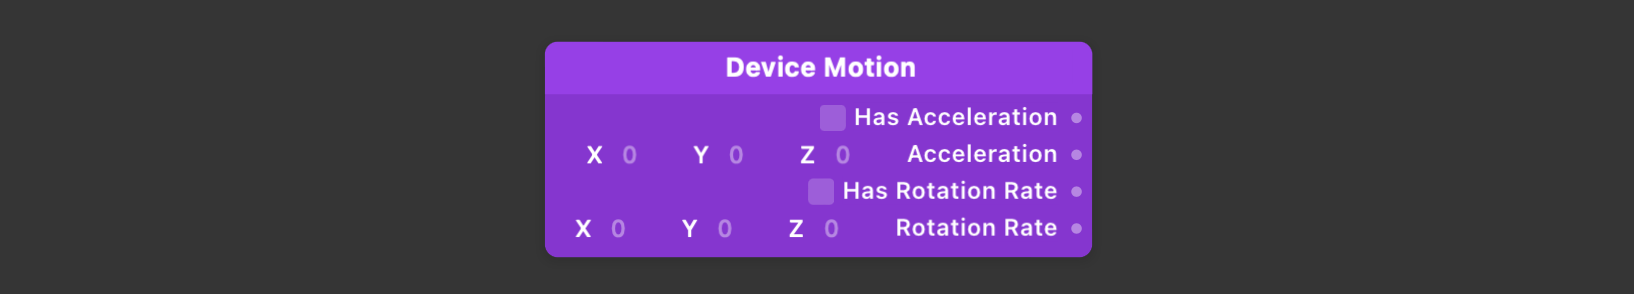 Device Motion
Has Acceleration
X 0 Y 0 Z 0 Acceleration
Has Rotation Rate
X 0 Y 0 Z 0 Rotation Rate